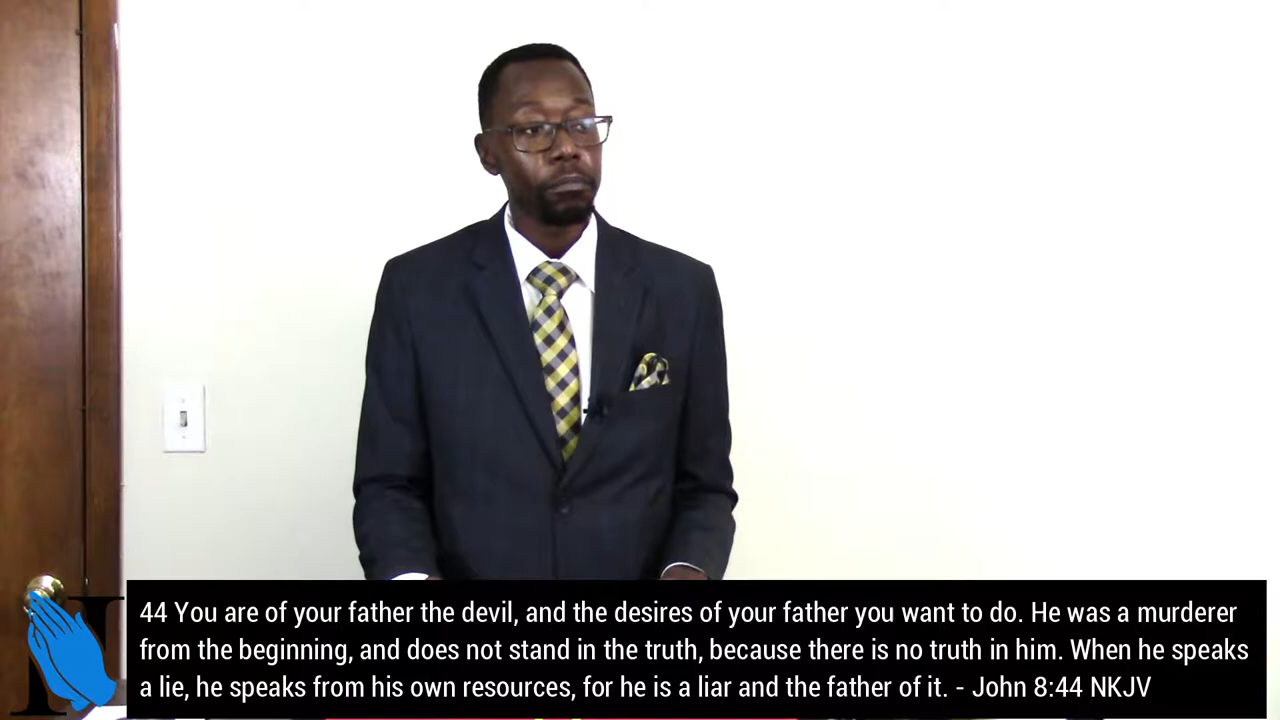 44 You are of your father the devil, and the desires of your father you want to do. He was a murderer
from the beginning, and does not stand in the truth, because there is no truth in him. When he speaks
a lie, he speaks from his own resources, for he is a liar and the father of it. - John 8:44 NKJV
N